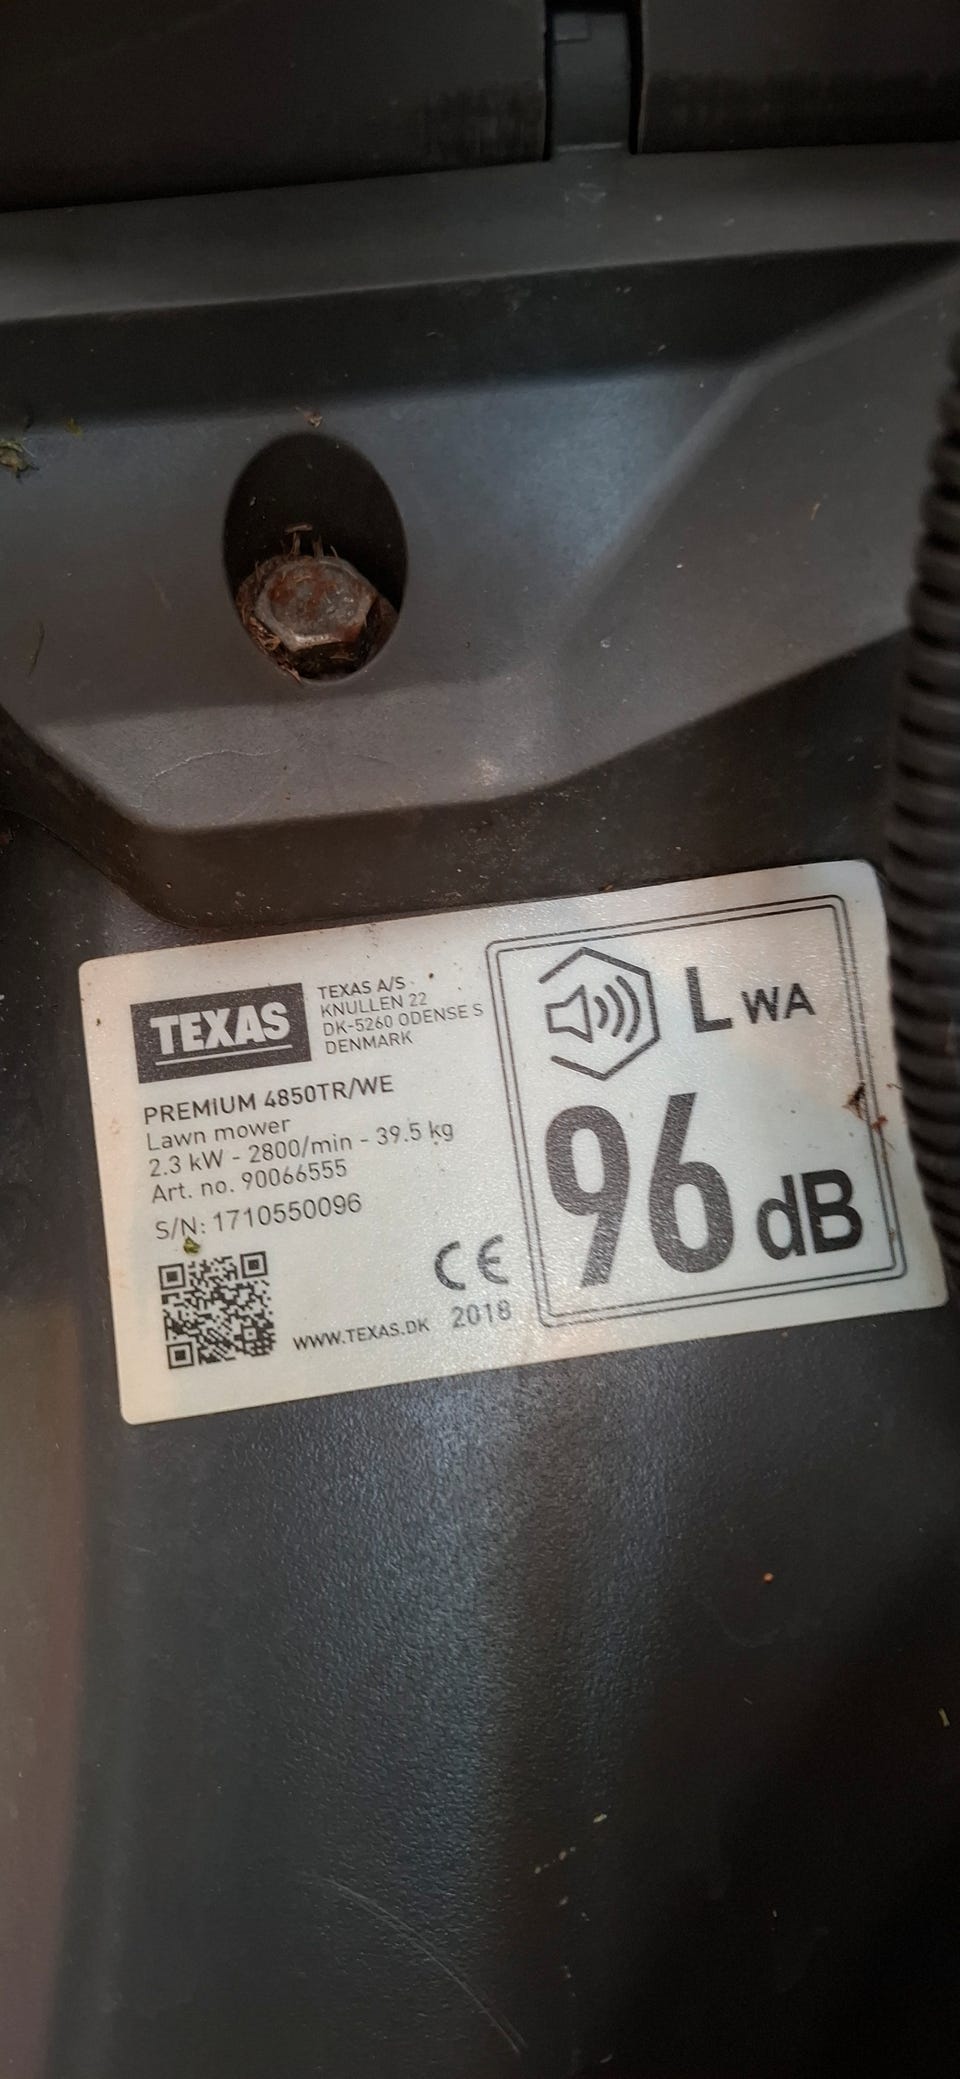 TEXAS
TEXAS A/S
KNULLEN 22
DK-5260 ODENSE S
DENMARK
PREMIUM 4850TR/WE
Lawn mower
2.3 kW - 2800/min - 39.5 kg
Art. no. 90066555
S/N: 1710550096
CE
WWW.TEXAS.DK 2018
LWA
96 dB